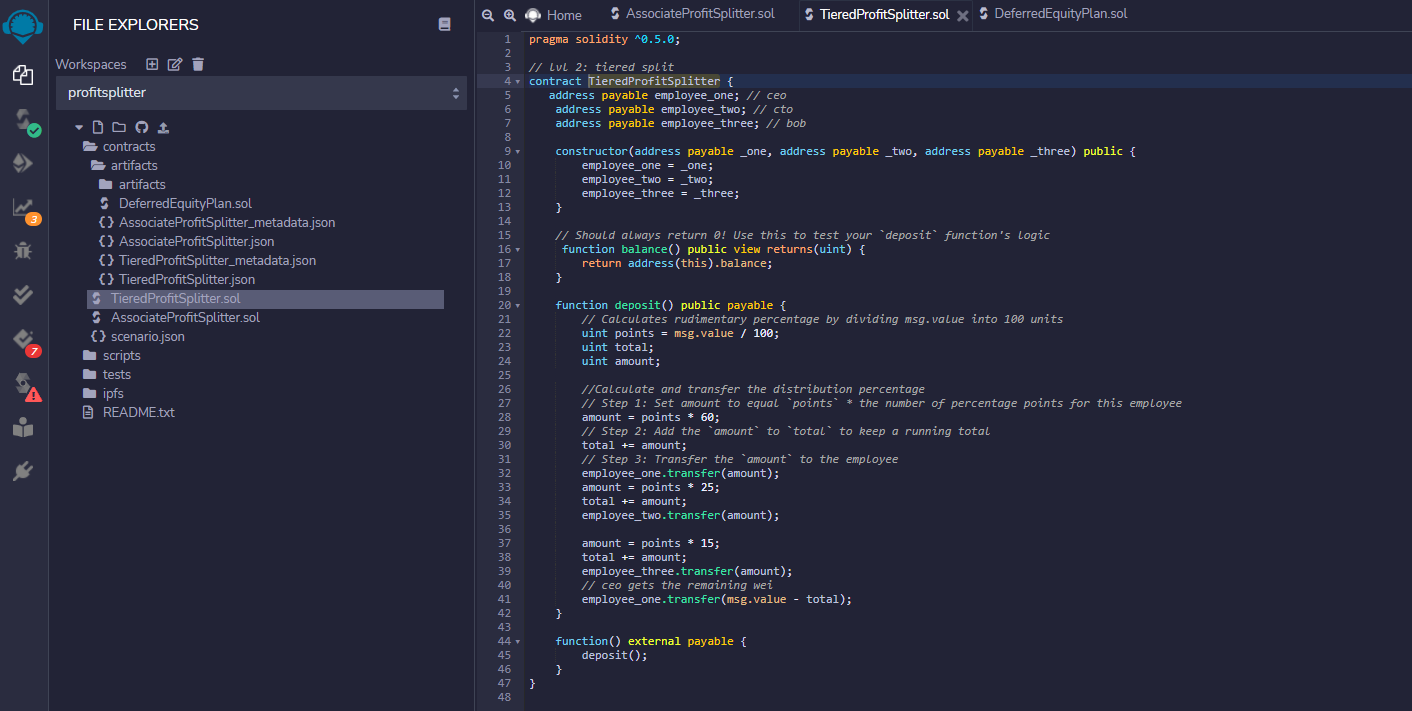 FILE EXPLORERS
Workspaces
profitsplitter
contracts
artifacts
artifacts
DeferredEquityPlan.sol
AssociateProfitSplitter_metadata.json
AssociateProfitSplitter.json
TieredProfitSplitter_metadata.json
TieredProfitSplitter.json
TieredProfitSplitter.sol
AssociateProfitSplitter.sol
scenario.json
scripts
tests
ipfs
README.txt
3
7
Home AssociateProfitSplitter.sol TieredProfitSplitter.sol DeferredEquityPlan.sol
1 pragma solidity ^0.5.0;
2
3 // lvl 2: tiered split
4 contract TieredProfitSplitter {
5 address payable employee_one; // ceo
6 address payable employee_two; // cto
7 address payable employee_three; // bob
8
9 constructor(address payable _one, address payable _two, address payable _three) public {
10 employee_one = _one;
11 employee_two = _two;
12 employee_three = _three;
13 }
14
15 // Should always return 0! Use this to test your `deposit` function's logic
16 function balance() public view returns(uint) {
17 return address(this).balance;
18 }
19
20 function deposit() public payable {
21 // Calculates rudimentary percentage by dividing msg.value into 100 units
22 uint points = msg.value / 100;
23 uint total;
24 uint amount;
25
26 //Calculate and transfer the distribution percentage
27 // Step 1: Set amount to equal `points` * the number of percentage points for this employee
28 amount = points * 60;
29 // Step 2: Add the `amount` to `total` to keep a running total
30 total += amount;
31 // Step 3: Transfer the `amount` to the employee
32 employee_one.transfer(amount);
33 amount = points * 25;
34 total += amount;
35 employee_two.transfer(amount);
36
37 amount = points * 15;
38 total += amount;
39 employee_three.transfer(amount);
40 // ceo gets the remaining wei
41 employee_one.transfer(msg.value - total);
42 }
43
44 function() external payable {
45 deposit();
46 }
47 }
48